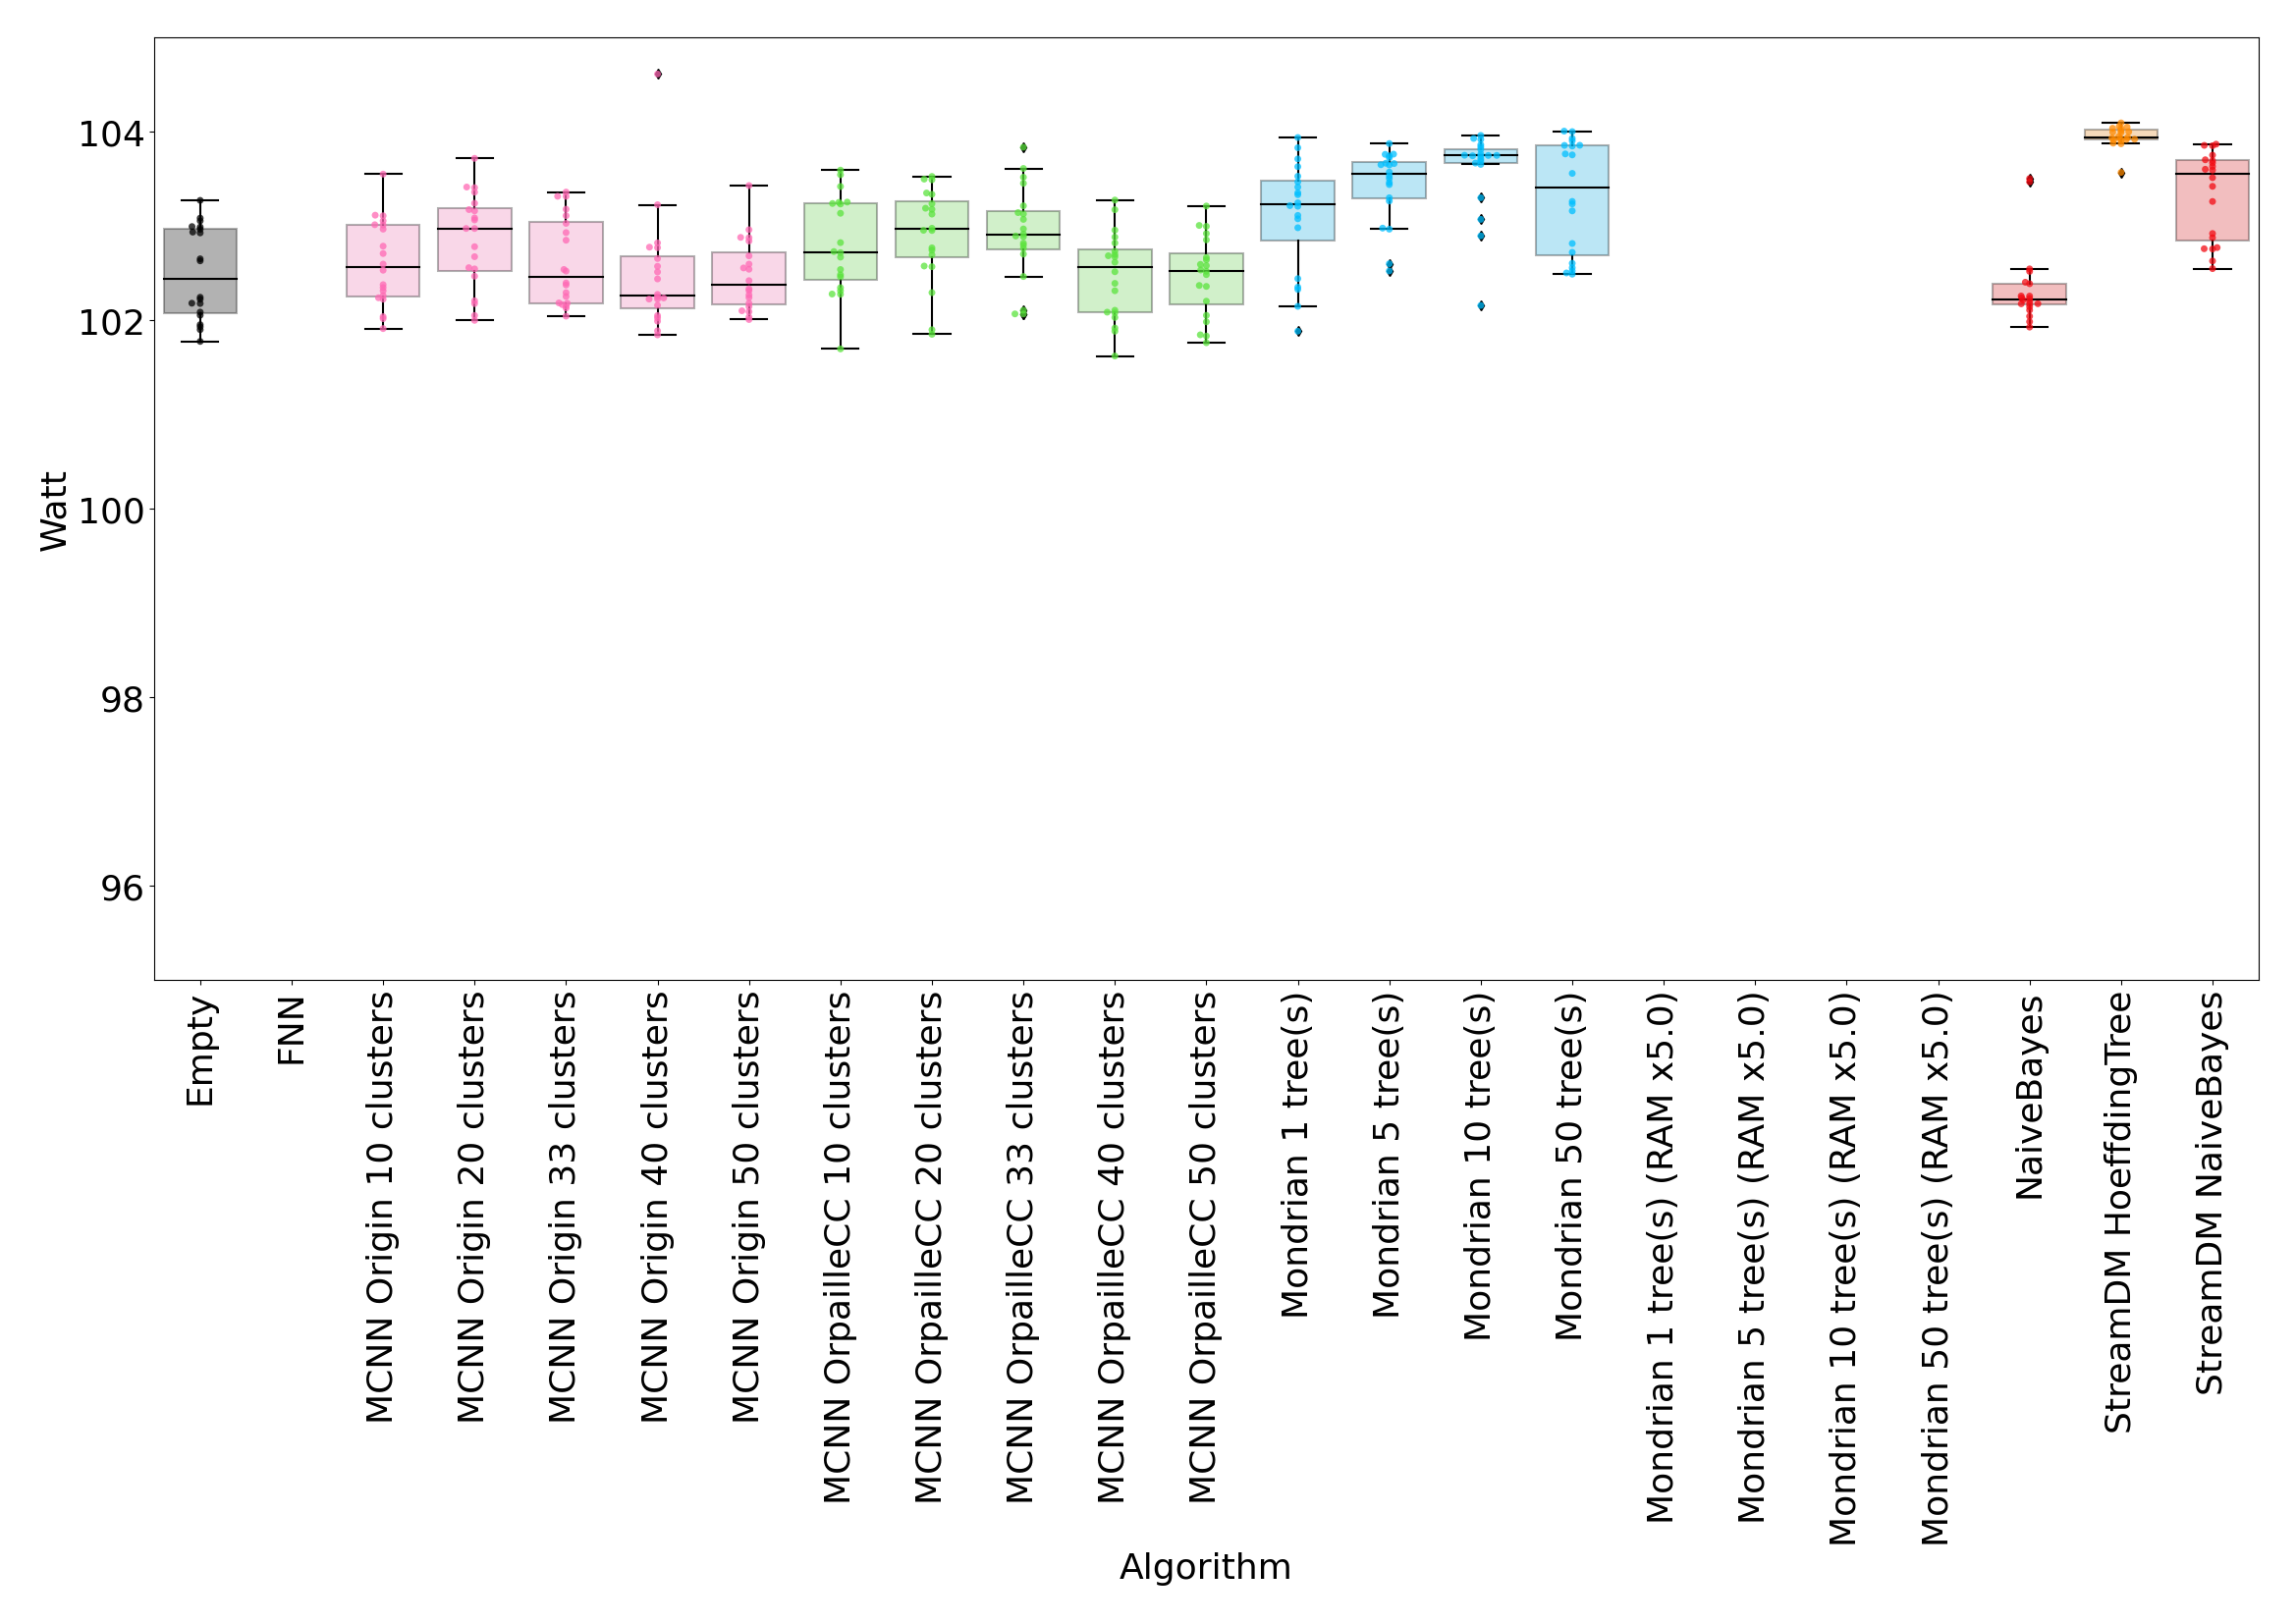 Watt
104
102
100
98
96
Empty
FNN
MCNN Origin 10 clusters
MCNN Origin 20 clusters
MCNN Origin 33 clusters
MCNN Origin 40 clusters
MCNN Origin 50 clusters
MCNN OrpailleCC 10 clusters
MCNN OrpailleCC 20 clusters
MCNN OrpailleCC 33 clusters
MCNN OrpailleCC 40 clusters
MCNN OrpailleCC 50 clusters
Mondrian 1 tree(s)
Mondrian 5 tree(s)
Mondrian 10 tree(s)
Mondrian 50 tree(s)
Mondrian 1 tree(s) (RAM x5.0)
Mondrian 5 tree(s) (RAM x5.0)
Mondrian 10 tree(s) (RAM x5.0)
Mondrian 50 tree(s) (RAM x5.0)
NaiveBayes
StreamDM HoeffdingTree
StreamDM NaiveBayes
Algorithm